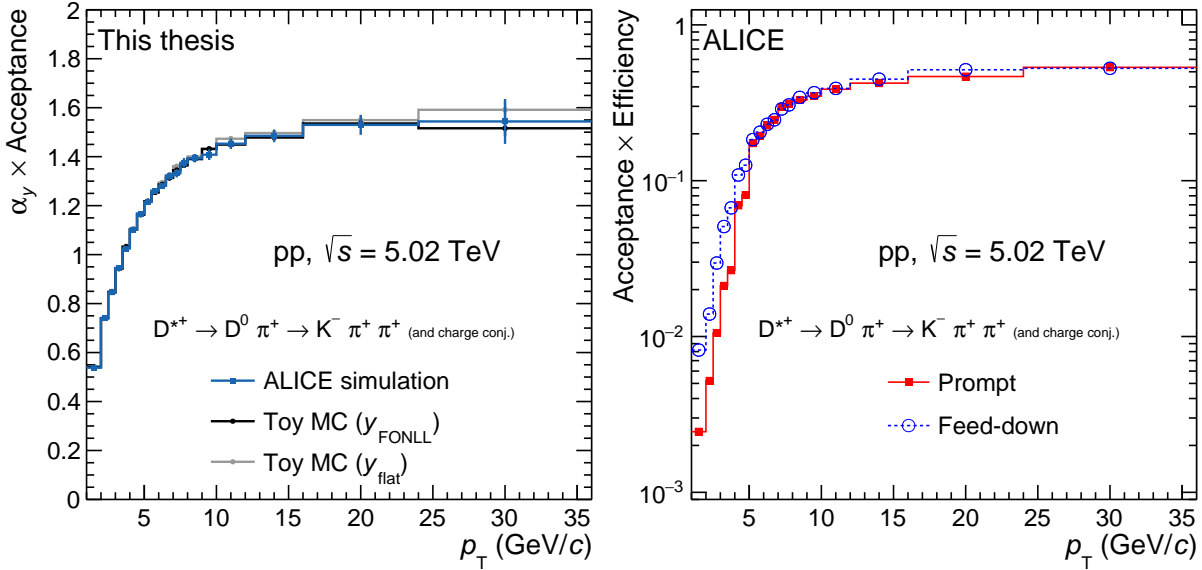 This thesis
α_y × Acceptance
2
1.8
1.6
1.4
1.2
1
0.8
0.6
0.4
0.2
0
pp, √s = 5.02 TeV
D*⁺ → D⁰ π⁺ → K⁻ π⁺ π⁺ (and charge conj.)
ALICE simulation
Toy MC (y_FONLL)
Toy MC (y_flat)
5 10 15 20 25 30 35
p_T (GeV/c)
ALICE
Acceptance × Efficiency
1
10⁻¹
10⁻²
10⁻³
pp, √s = 5.02 TeV
D*⁺ → D⁰ π⁺ → K⁻ π⁺ π⁺ (and charge conj.)
Prompt
Feed-down
5 10 15 20 25 30 35
p_T (GeV/c)